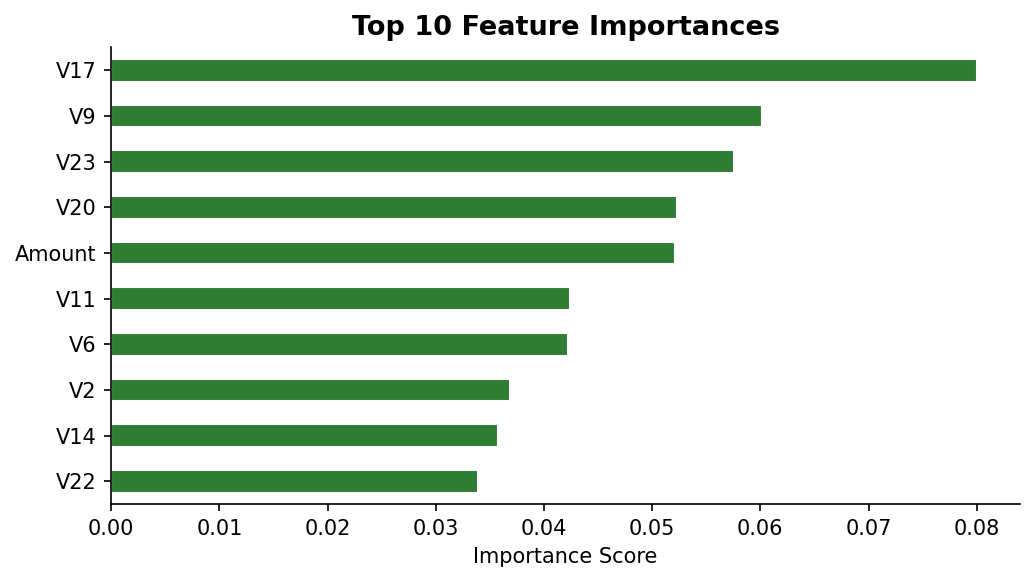 Top 10 Feature Importances
V17
V9
V23
V20
Amount
V11
V6
V2
V14
V22
0.00 0.01 0.02 0.03 0.04 0.05 0.06 0.07 0.08
Importance Score